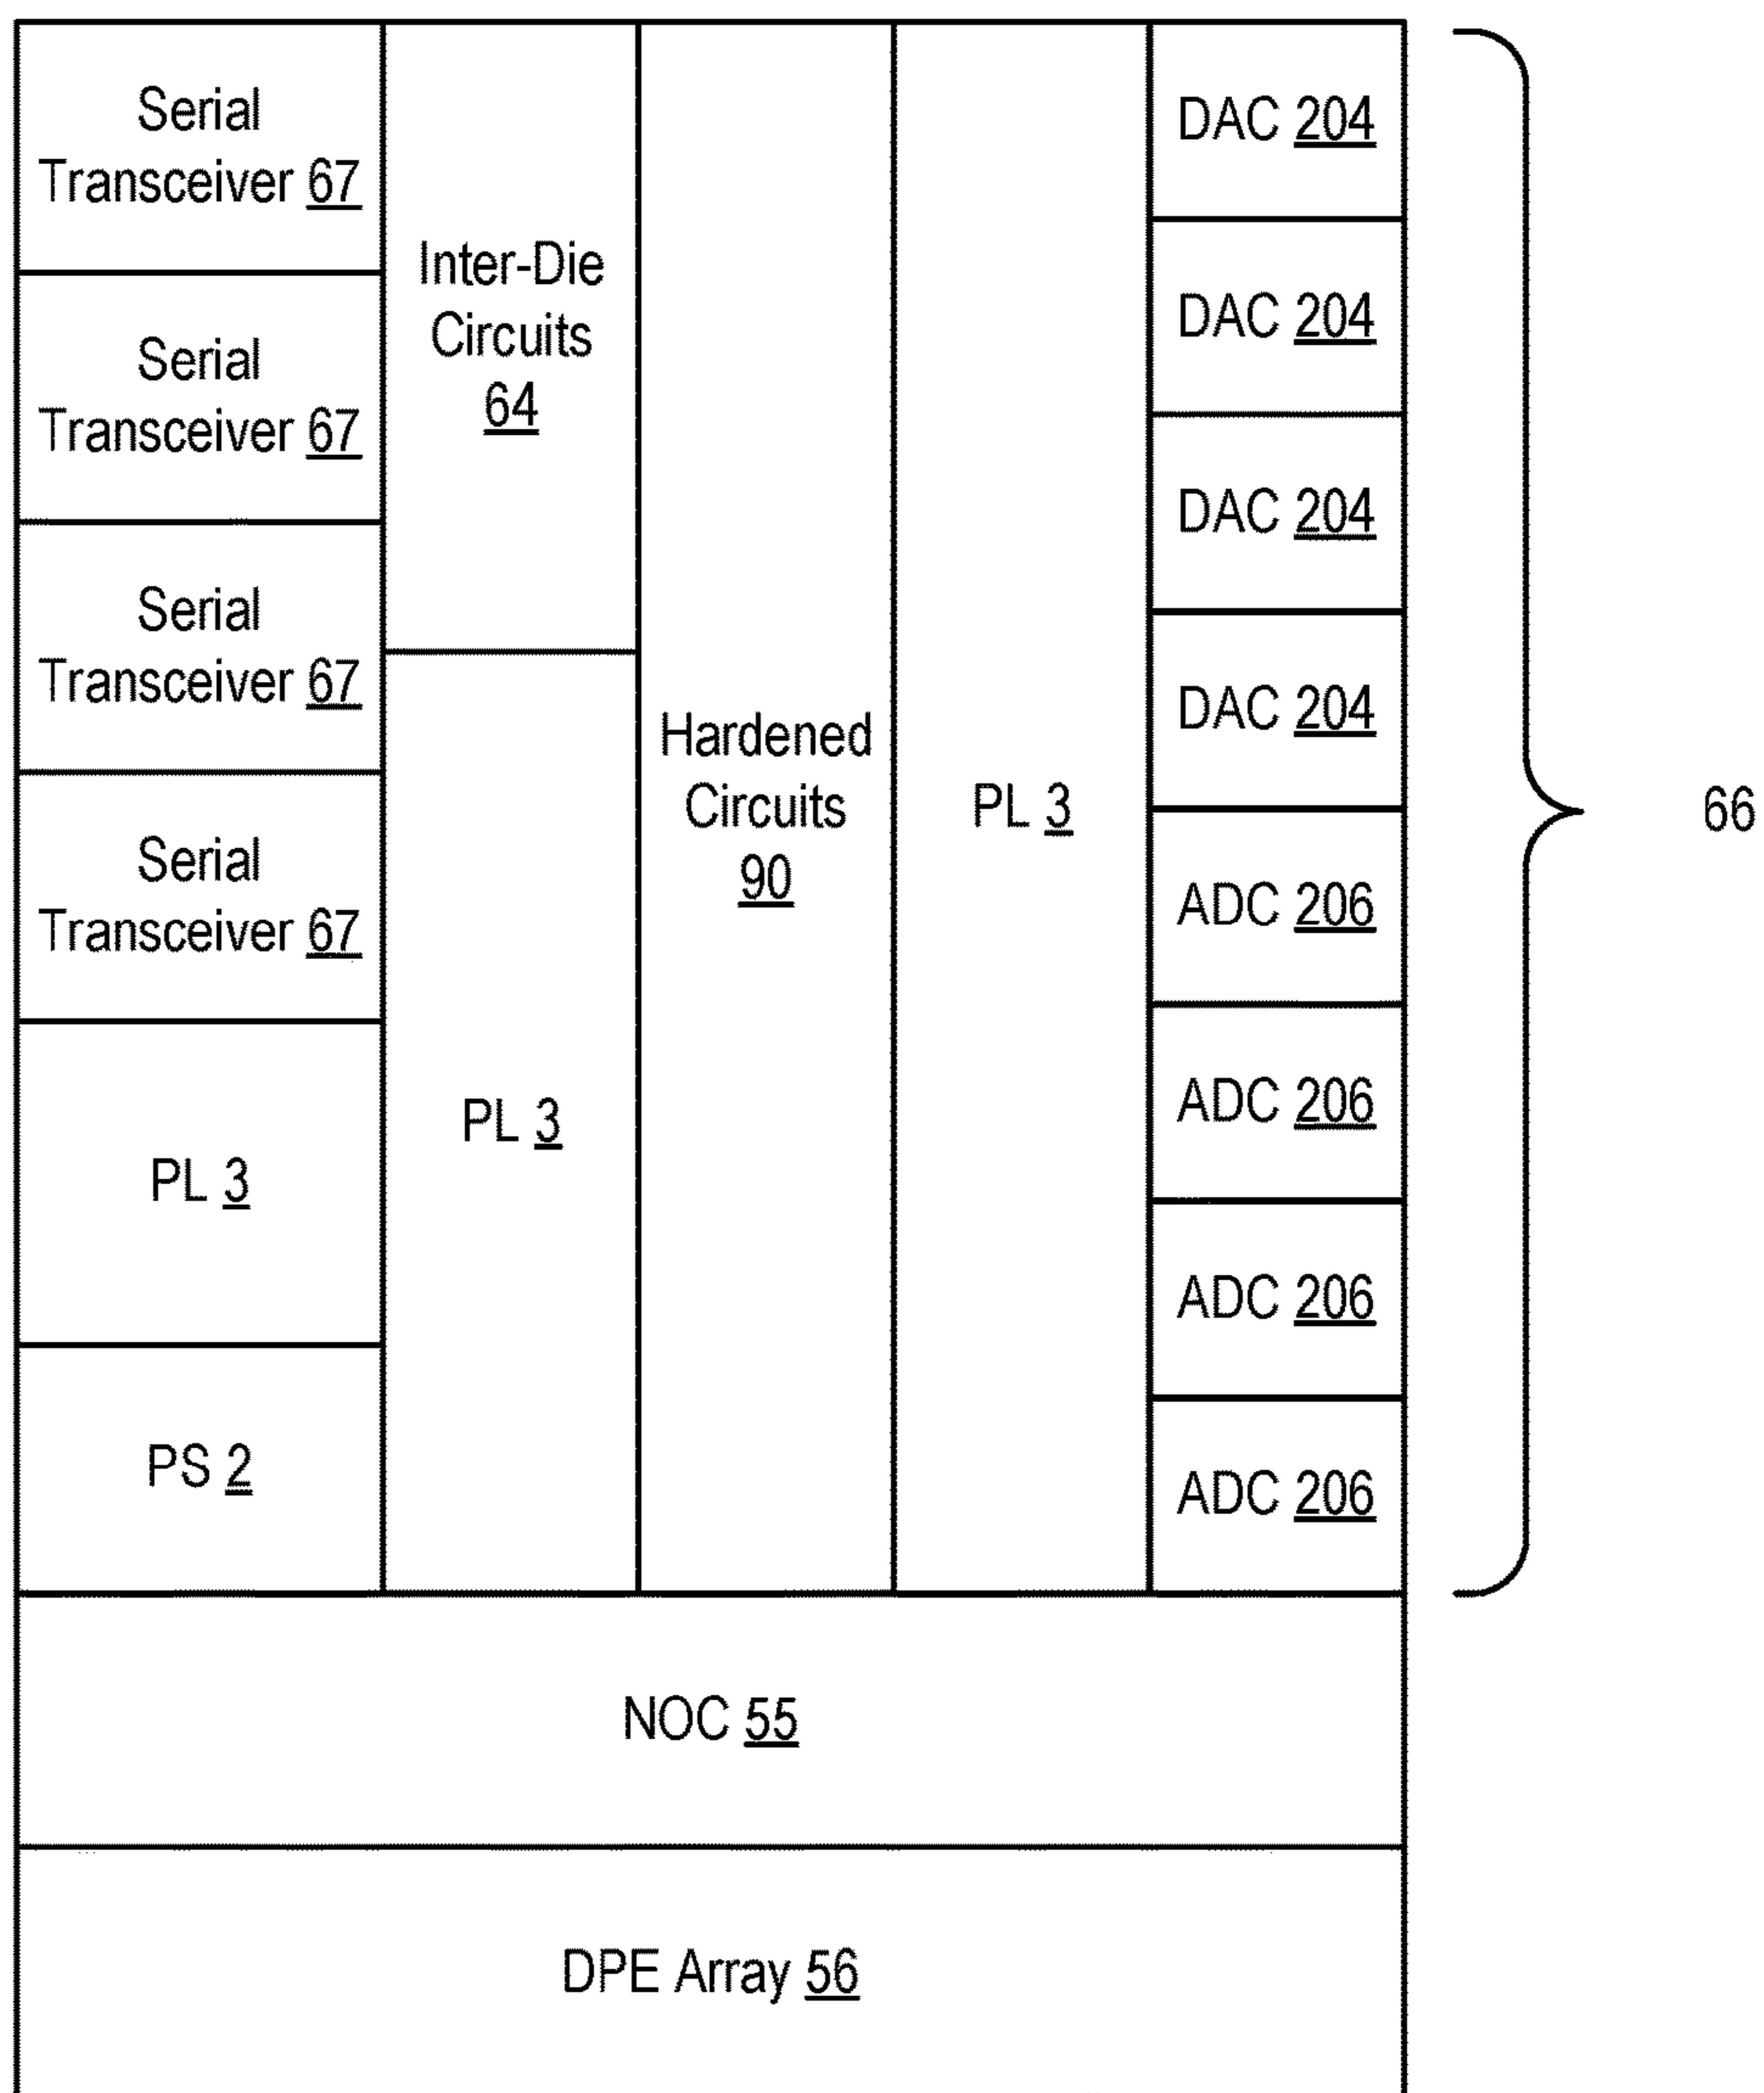 Serial
Transceiver 67
Serial
Transceiver 67
Serial
Transceiver 67
Serial
Transceiver 67
PL 3
PS 2
Inter-Die
Circuits
64
PL 3
Hardened
Circuits
90
PL 3
DAC 204
DAC 204
DAC 204
DAC 204
ADC 206
ADC 206
ADC 206
ADC 206
66
NOC 55
DPE Array 56